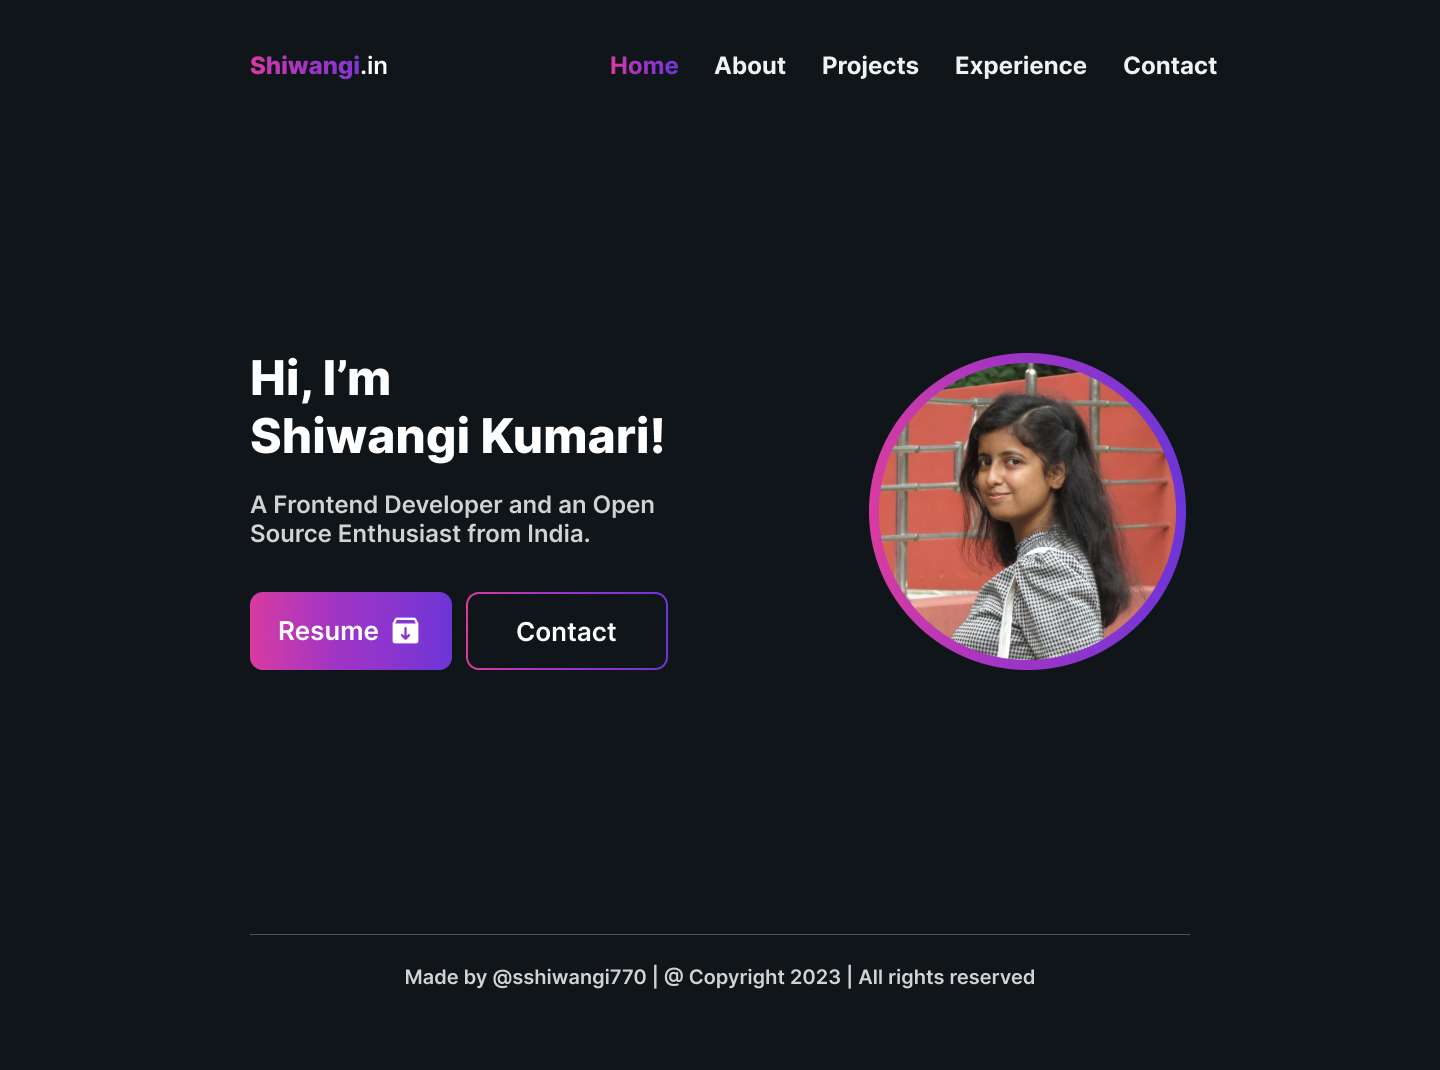 Shiwangi.in
Home About Projects Experience Contact
Hi, I’m
Shiwangi Kumari!
A Frontend Developer and an Open
Source Enthusiast from India.
Resume
Contact
Made by @sshiwangi770 | @ Copyright 2023 | All rights reserved